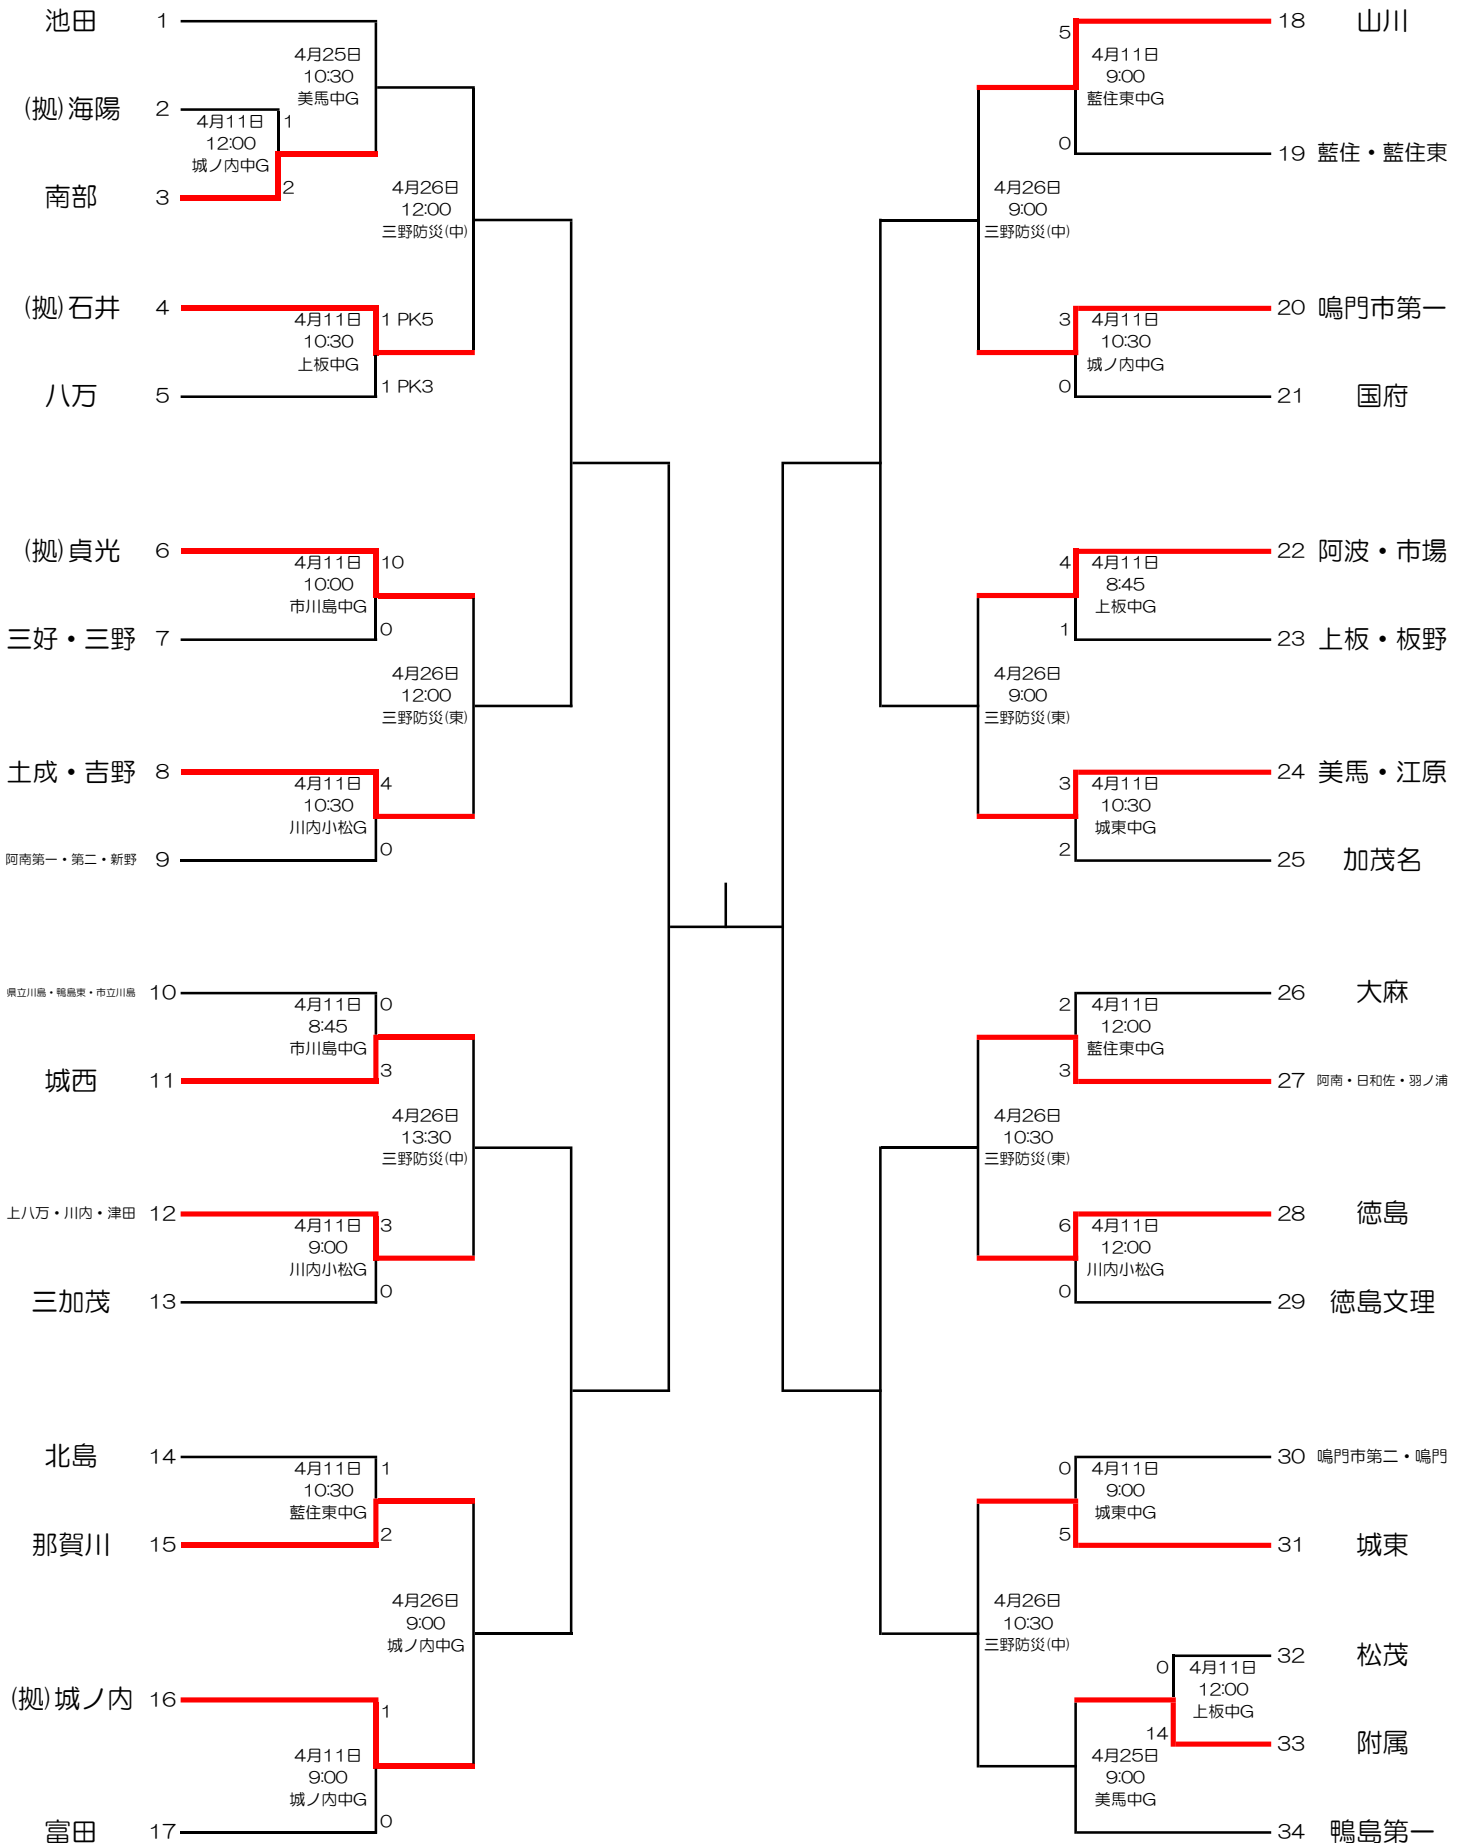 池田 1
4月25日
10:30
美馬中G
(拠)海陽 2
4月11日
12:00
城ノ内中G
1
2
南部 3
4月26日
12:00
三野防災(中)
(拠)石井 4
4月11日
10:30
上板中G
1 PK5
1 PK3
八万 5
(拠)貞光 6
4月11日
10:00
市川島中G
10
0
三好・三野 7
4月26日
12:00
三野防災(東)
土成・吉野 8
4月11日
10:30
川内小松G
4
0
阿南第一・第二・新野 9
県立川島・鴨島東・市立川島 10
4月11日
8:45
市川島中G
0
3
城西 11
4月26日
13:30
三野防災(中)
上八万・川内・津田 12
4月11日
9:00
川内小松G
3
0
三加茂 13
北島 14
4月11日
10:30
藍住東中G
1
2
那賀川 15
4月26日
9:00
城ノ内中G
(拠)城ノ内 16
4月11日
9:00
城ノ内中G
1
0
富田 17
18 山川
5
4月11日
9:00
藍住東中G
0
19 藍住・藍住東
4月26日
9:00
三野防災(中)
20 鳴門市第一
3
4月11日
10:30
城ノ内中G
0
21 国府
22 阿波・市場
4
4月11日
8:45
上板中G
1
23 上板・板野
4月26日
9:00
三野防災(東)
24 美馬・江原
3
4月11日
10:30
城東中G
2
25 加茂名
26 大麻
2
4月11日
12:00
藍住東中G
3
27 阿南・日和佐・羽ノ浦
4月26日
10:30
三野防災(東)
28 徳島
6
4月11日
12:00
川内小松G
0
29 徳島文理
30 鳴門市第二・鳴門
0
4月11日
9:00
城東中G
5
31 城東
4月26日
10:30
三野防災(中)
32 松茂
0
4月11日
12:00
上板中G
14
33 附属
4月25日
9:00
美馬中G
34 鴨島第一